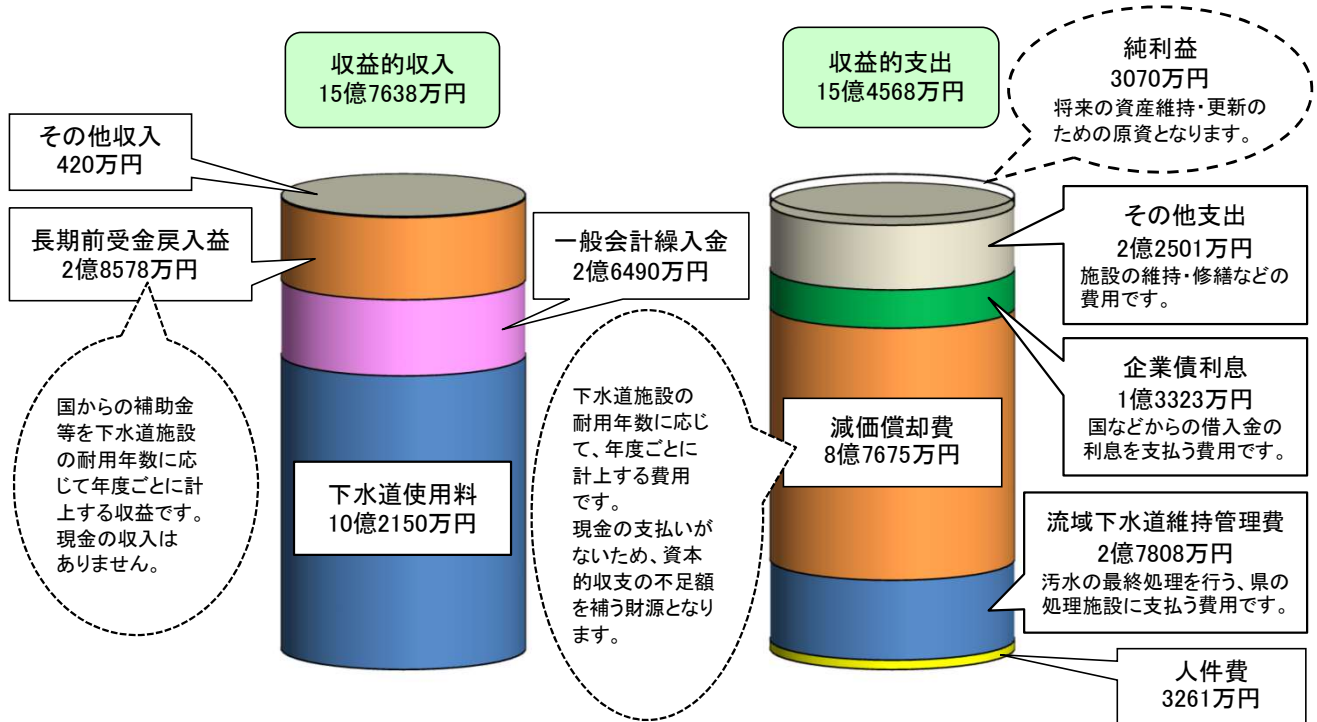 収益的収入
15億7638万円
その他収入
420万円
長期前受金戻入益
2億8578万円
国からの補助金
等を下水道施設
の耐用年数に応
じて年度ごとに計
上する収益です。
現金の収入は
ありません。
一般会計繰入金
2億6490万円
下水道使用料
10億2150万円
収益的支出
15億4568万円
純利益
3070万円
将来の資産維持・更新の
ための原資となります。
その他支出
2億2501万円
施設の維持・修繕などの
費用です。
企業債利息
1億3323万円
国などからの借入金の
利息を支払う費用です。
下水道施設の
耐用年数に応じ
て、年度ごとに
計上する費用
です。
現金の支払いが
ないため、資本
的収支の不足額
を補う財源となり
ます。
減価償却費
8億7675万円
流域下水道維持管理費
2億7808万円
汚水の最終処理を行う、県の
処理施設に支払う費用です。
人件費
3261万円